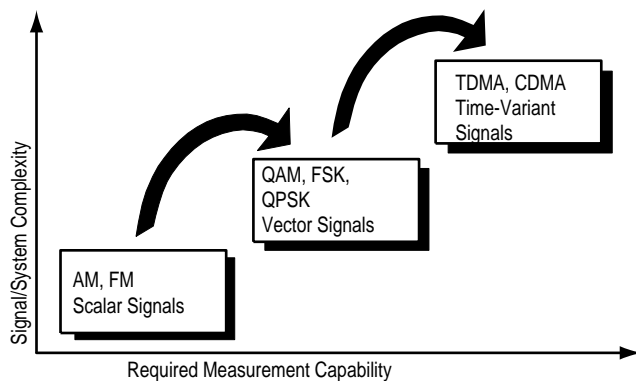 TDMA, CDMA
Time-Variant
Signals
QAM, FSK,
QPSK
Vector Signals
AM, FM
Scalar Signals
Signal/System Complexity
Required Measurement Capability